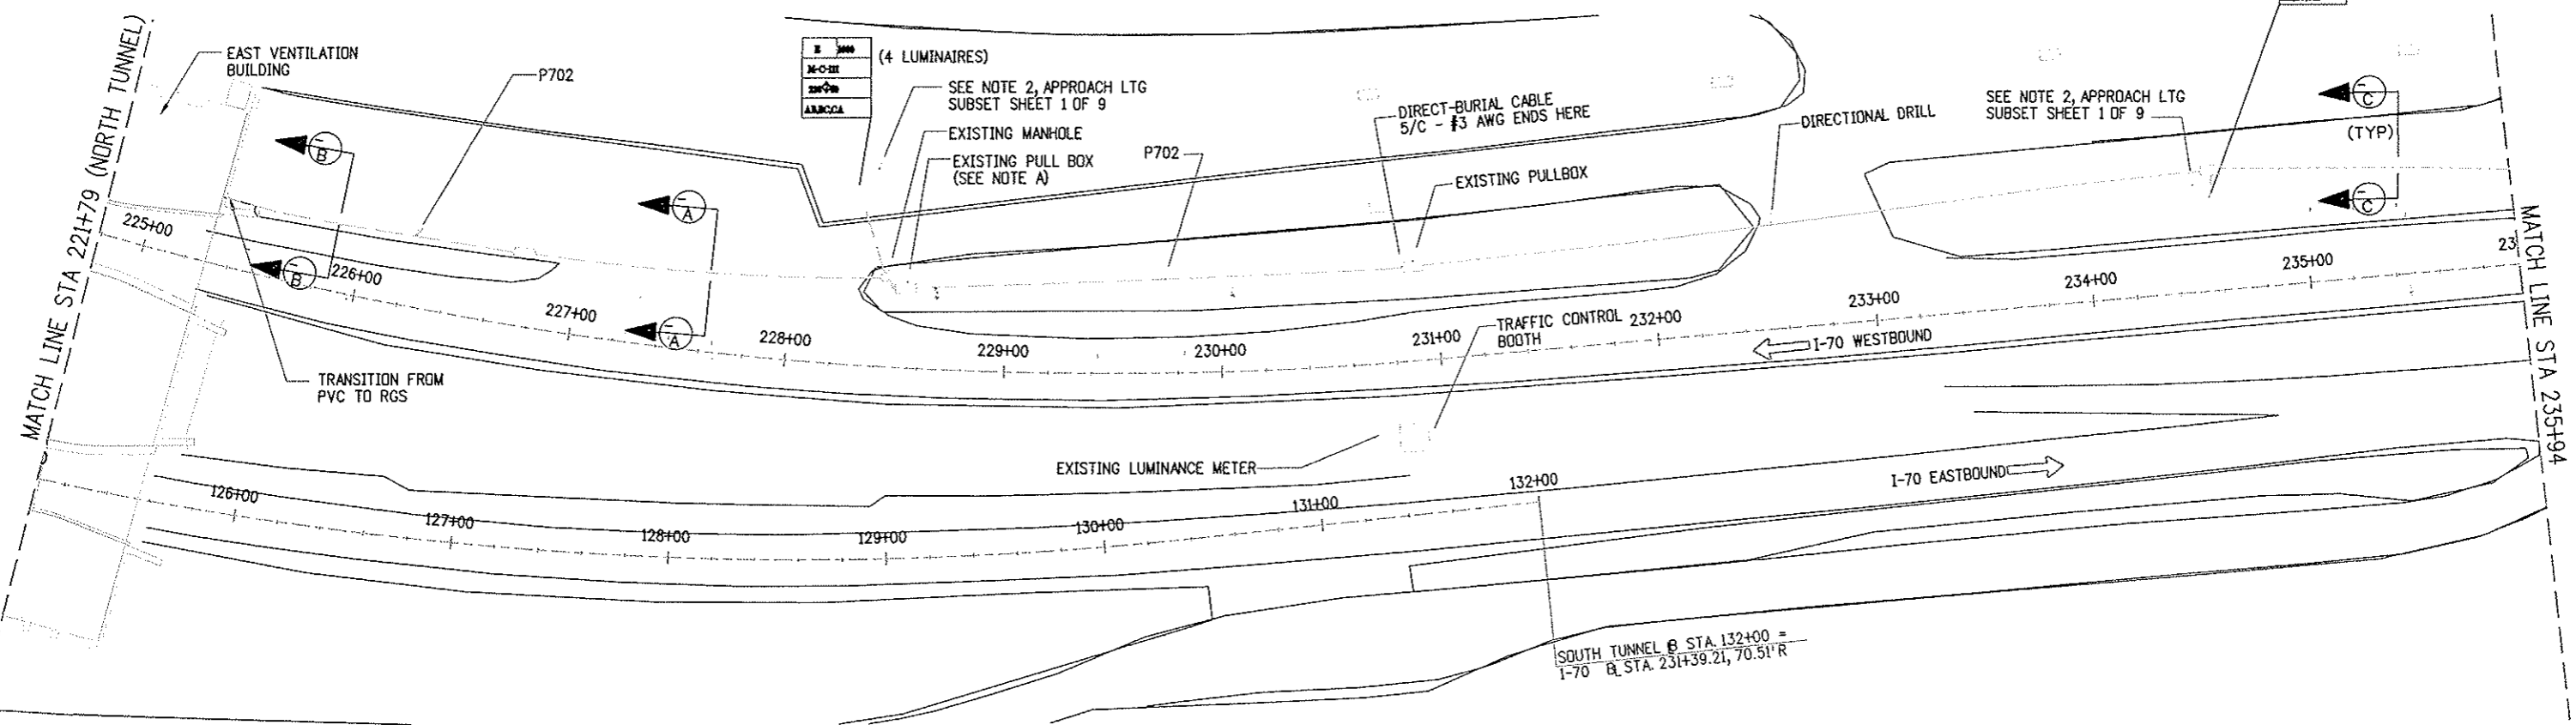 MATCH LINE STA 221+79 (NORTH TUNNEL)
EAST VENTILATION
BUILDING
P702
(4 LUMINAIRES)
SEE NOTE 2, APPROACH LTG
SUBSET SHEET 1 OF 9
EXISTING MANHOLE
EXISTING PULL BOX
(SEE NOTE A)
P702
DIRECT-BURIAL CABLE
5/C - #3 AWG ENDS HERE
EXISTING PULLBOX
DIRECTIONAL DRILL
SEE NOTE 2, APPROACH LTG
SUBSET SHEET 1 OF 9
C
(TYP)
C
B
B
A
A
225+00
226+00
227+00
228+00
229+00
230+00
231+00
232+00
233+00
234+00
235+00
23
TRANSITION FROM
PVC TO RGS
TRAFFIC CONTROL
BOOTH
I-70 WESTBOUND
EXISTING LUMINANCE METER
I-70 EASTBOUND
126+00
127+00
128+00
129+00
130+00
131+00
132+00
SOUTH TUNNEL STA. 132+00 =
I-70 STA. 231+39.21, 70.51' R
MATCH LINE STA 235+94